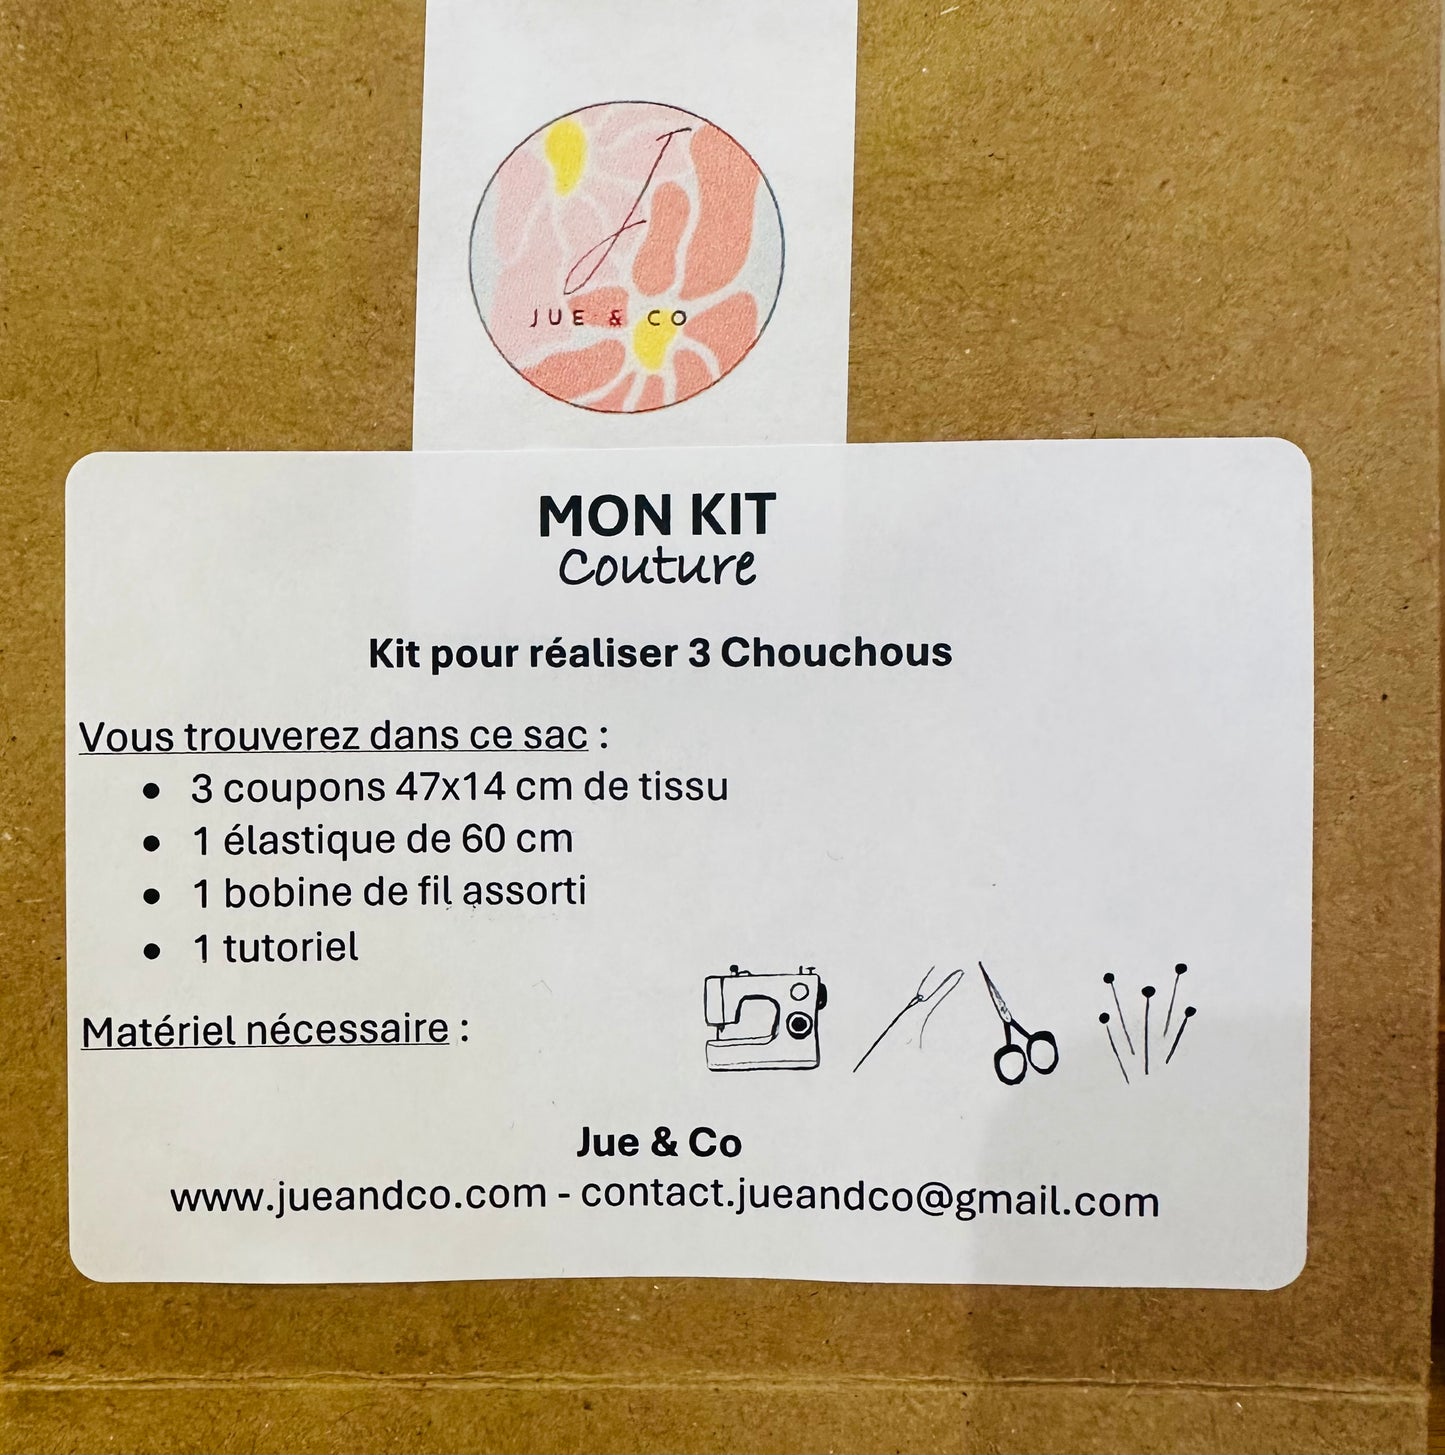 J
JUE & CO
MON KIT
Couture
Kit pour réaliser 3 Chouchous
Vous trouverez dans ce sac :
• 3 coupons 47x14 cm de tissu
• 1 élastique de 60 cm
• 1 bobine de fil assorti
• 1 tutoriel
Matériel nécessaire :
Jue & Co
www.jueandco.com - contact.jueandco@gmail.com